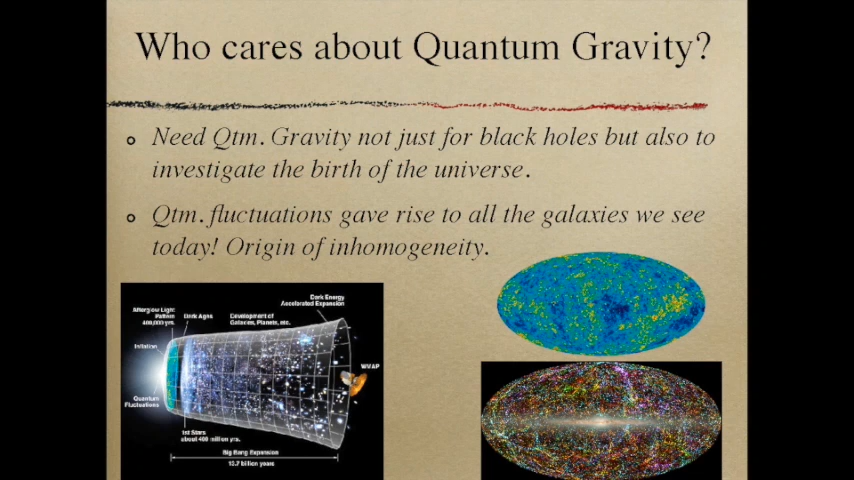 Who cares about Quantum Gravity?
Need Qtm. Gravity not just for black holes but also to
investigate the birth of the universe.
Qtm. fluctuations gave rise to all the galaxies we see
today! Origin of inhomogeneity.
Dark Energy
Accelerated Expansion
Afterglow Light
Pattern
400,000 yrs.
Dark Ages
Development of
Galaxies, Planets, etc.
Inflation
WMAP
Quantum
Fluctuations
1st Stars
about 400 million yrs.
Big Bang Expansion
13.7 billion years